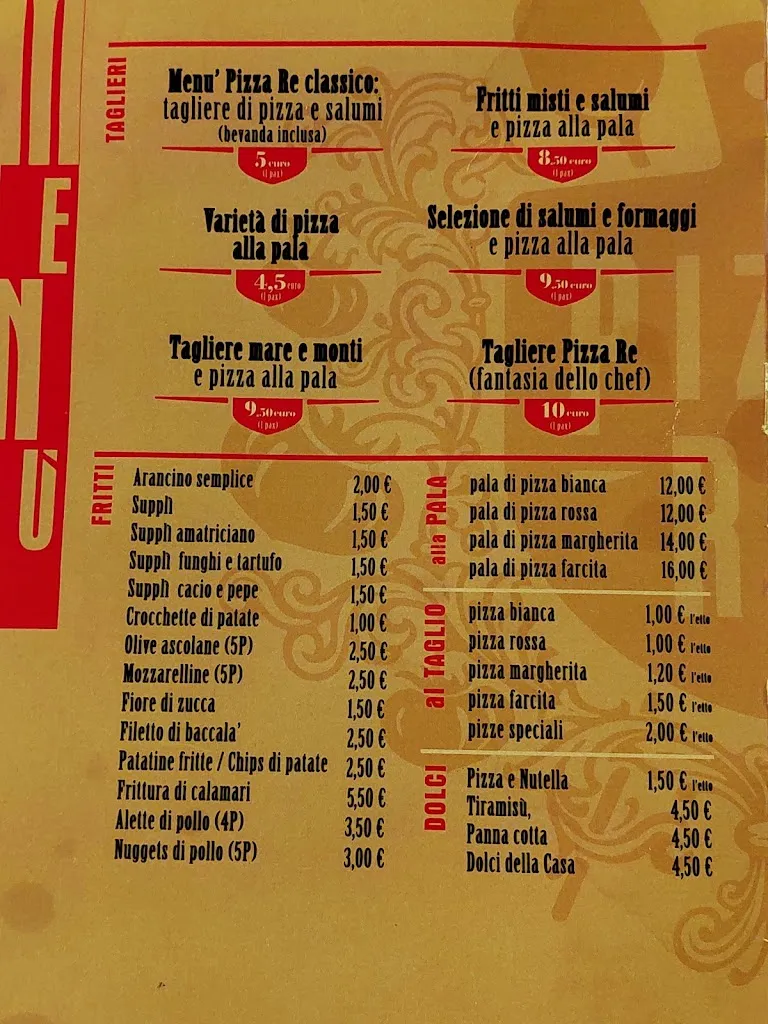 MENÙ
TAGLIERI
Menu' Pizza Re classico:
tagliere di pizza e salumi
(bevanda inclusa)
5 euro
(1 pax)
Fritti misti e salumi
e pizza alla pala
8,50 euro
(1 pax)
Varietà di pizza
alla pala
4,5 euro
(1 pax)
Selezione di salumi e formaggi
e pizza alla pala
9,50 euro
(1 pax)
Tagliere mare e monti
e pizza alla pala
9,50 euro
(1 pax)
Tagliere Pizza Re
(fantasia dello chef)
10 euro
(1 pax)
FRITTI
Arancino semplice 2,00 €
Supplì 1,50 €
Supplì amatriciano 1,50 €
Supplì funghi e tartufo 1,50 €
Supplì cacio e pepe 1,50 €
Crocchette di patate 1,00 €
Olive ascolane (5P) 2,50 €
Mozzarelline (5P) 2,50 €
Fiore di zucca 1,50 €
Filetto di baccala' 2,50 €
Patatine fritte / Chips di patate 2,50 €
Frittura di calamari 5,50 €
Alette di pollo (4P) 3,50 €
Nuggets di pollo (5P) 3,00 €
alla PALA
pala di pizza bianca 12,00 €
pala di pizza rossa 12,00 €
pala di pizza margherita 14,00 €
pala di pizza farcita 16,00 €
al TAGLIO
pizza bianca 1,00 € l'etto
pizza rossa 1,00 € l'etto
pizza margherita 1,20 € l'etto
pizza farcita 1,50 € l'etto
pizze speciali 2,00 € l'etto
DOLCI
Pizza e Nutella 1,50 € l'etto
Tiramisù, 4,50 €
Panna cotta 4,50 €
Dolci della Casa 4,50 €